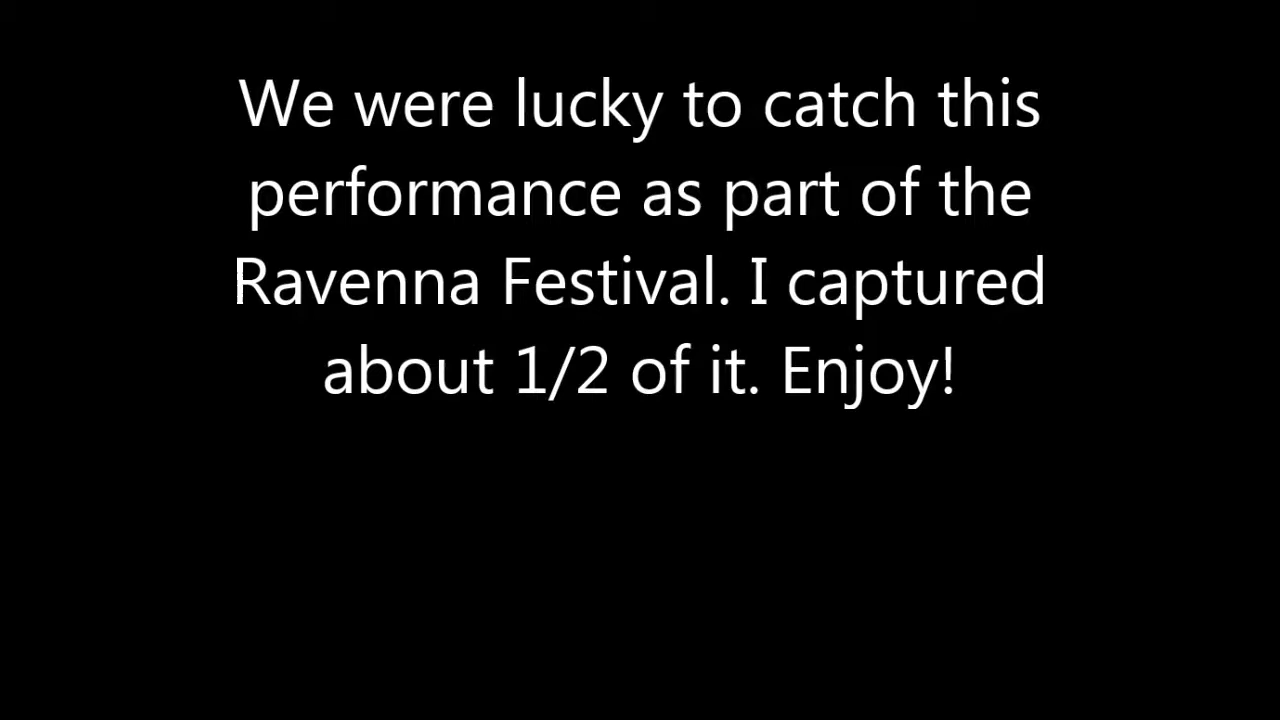 We were lucky to catch this
performance as part of the
Ravenna Festival. I captured
about 1/2 of it. Enjoy!